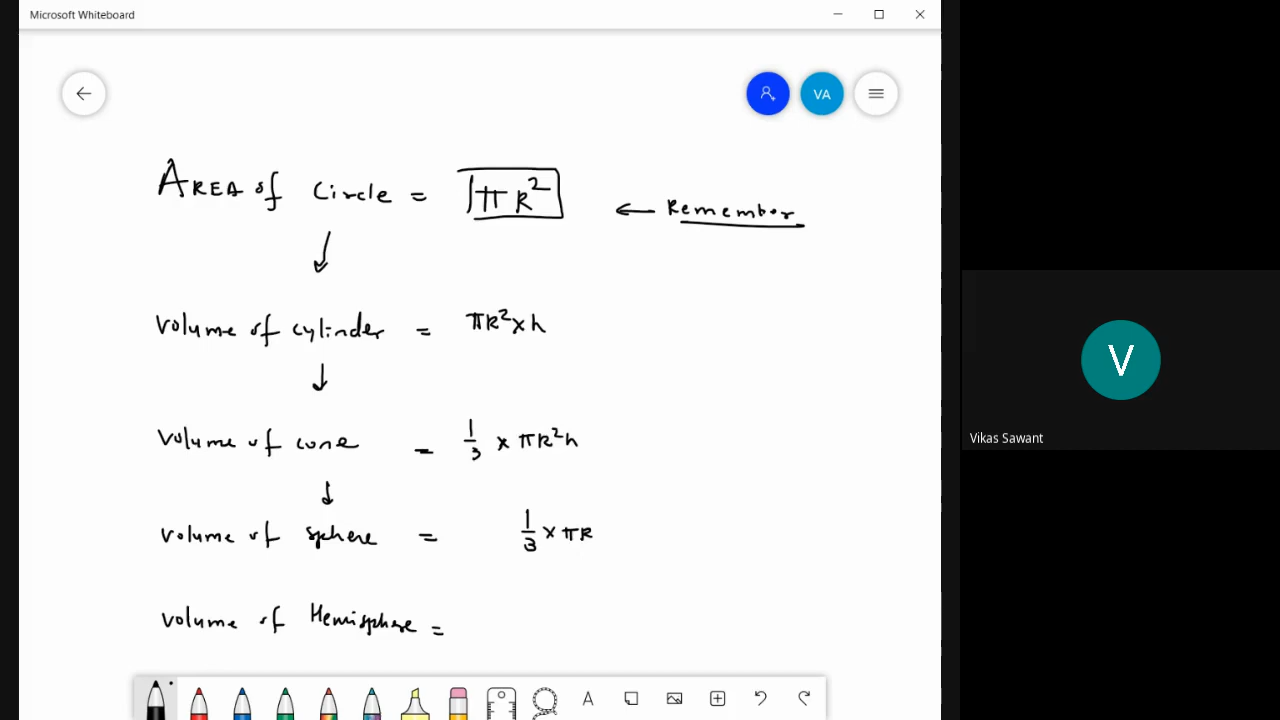 Microsoft Whiteboard
VA
AREA of Circle = πR²
← Remember
↓
Volume of cylinder = πR² x h
↓
Volume of cone = 1/3 x πR²h
↓
Volume of sphere = 1/3 x πR
Volume of Hemisphere =
V
Vikas Sawant
A